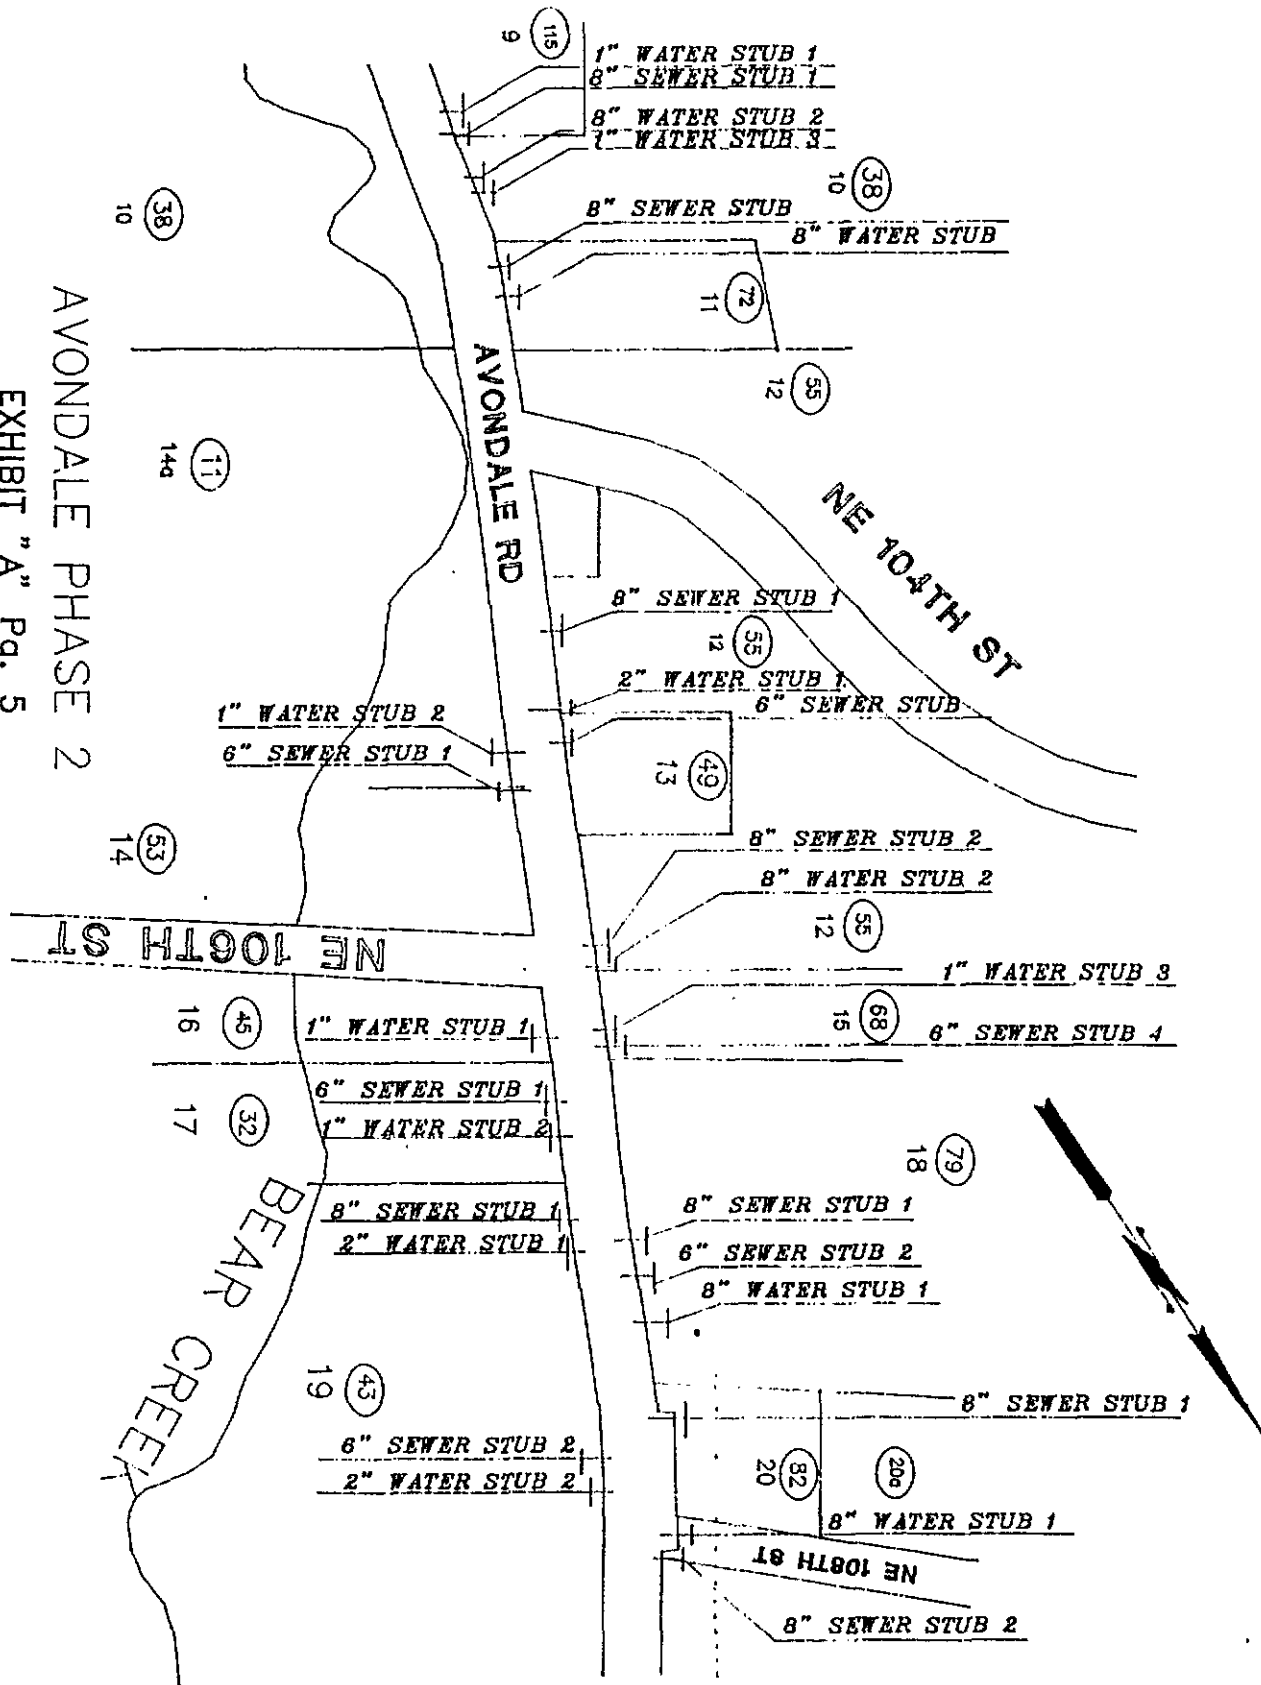 115
9
1" WATER STUB 1
8" SEWER STUB 1
8" WATER STUB 2
1" WATER STUB 3
38
10
38
10
8" SEWER STUB
8" WATER STUB
72
11
55
12
AVONDALE RD
11
14a
NE 104TH ST
8" SEWER STUB 1
55
12
2" WATER STUB 1
6" SEWER STUB
1" WATER STUB 2
6" SEWER STUB 1
49
13
53
14
8" SEWER STUB 2
8" WATER STUB 2
55
12
NE 106TH ST
1" WATER STUB 3
68
15
6" SEWER STUB 4
45
16
1" WATER STUB 1
6" SEWER STUB 1
1" WATER STUB 2
32
17
79
18
8" SEWER STUB 1
2" WATER STUB 1
8" SEWER STUB 1
6" SEWER STUB 2
8" WATER STUB 1
BEAR CREEK
43
19
6" SEWER STUB 2
2" WATER STUB 2
8" SEWER STUB 1
82
20
20a
8" WATER STUB 1
NE 108TH ST
8" SEWER STUB 2
AVONDALE PHASE 2
EXHIBIT "A" Pg. 5